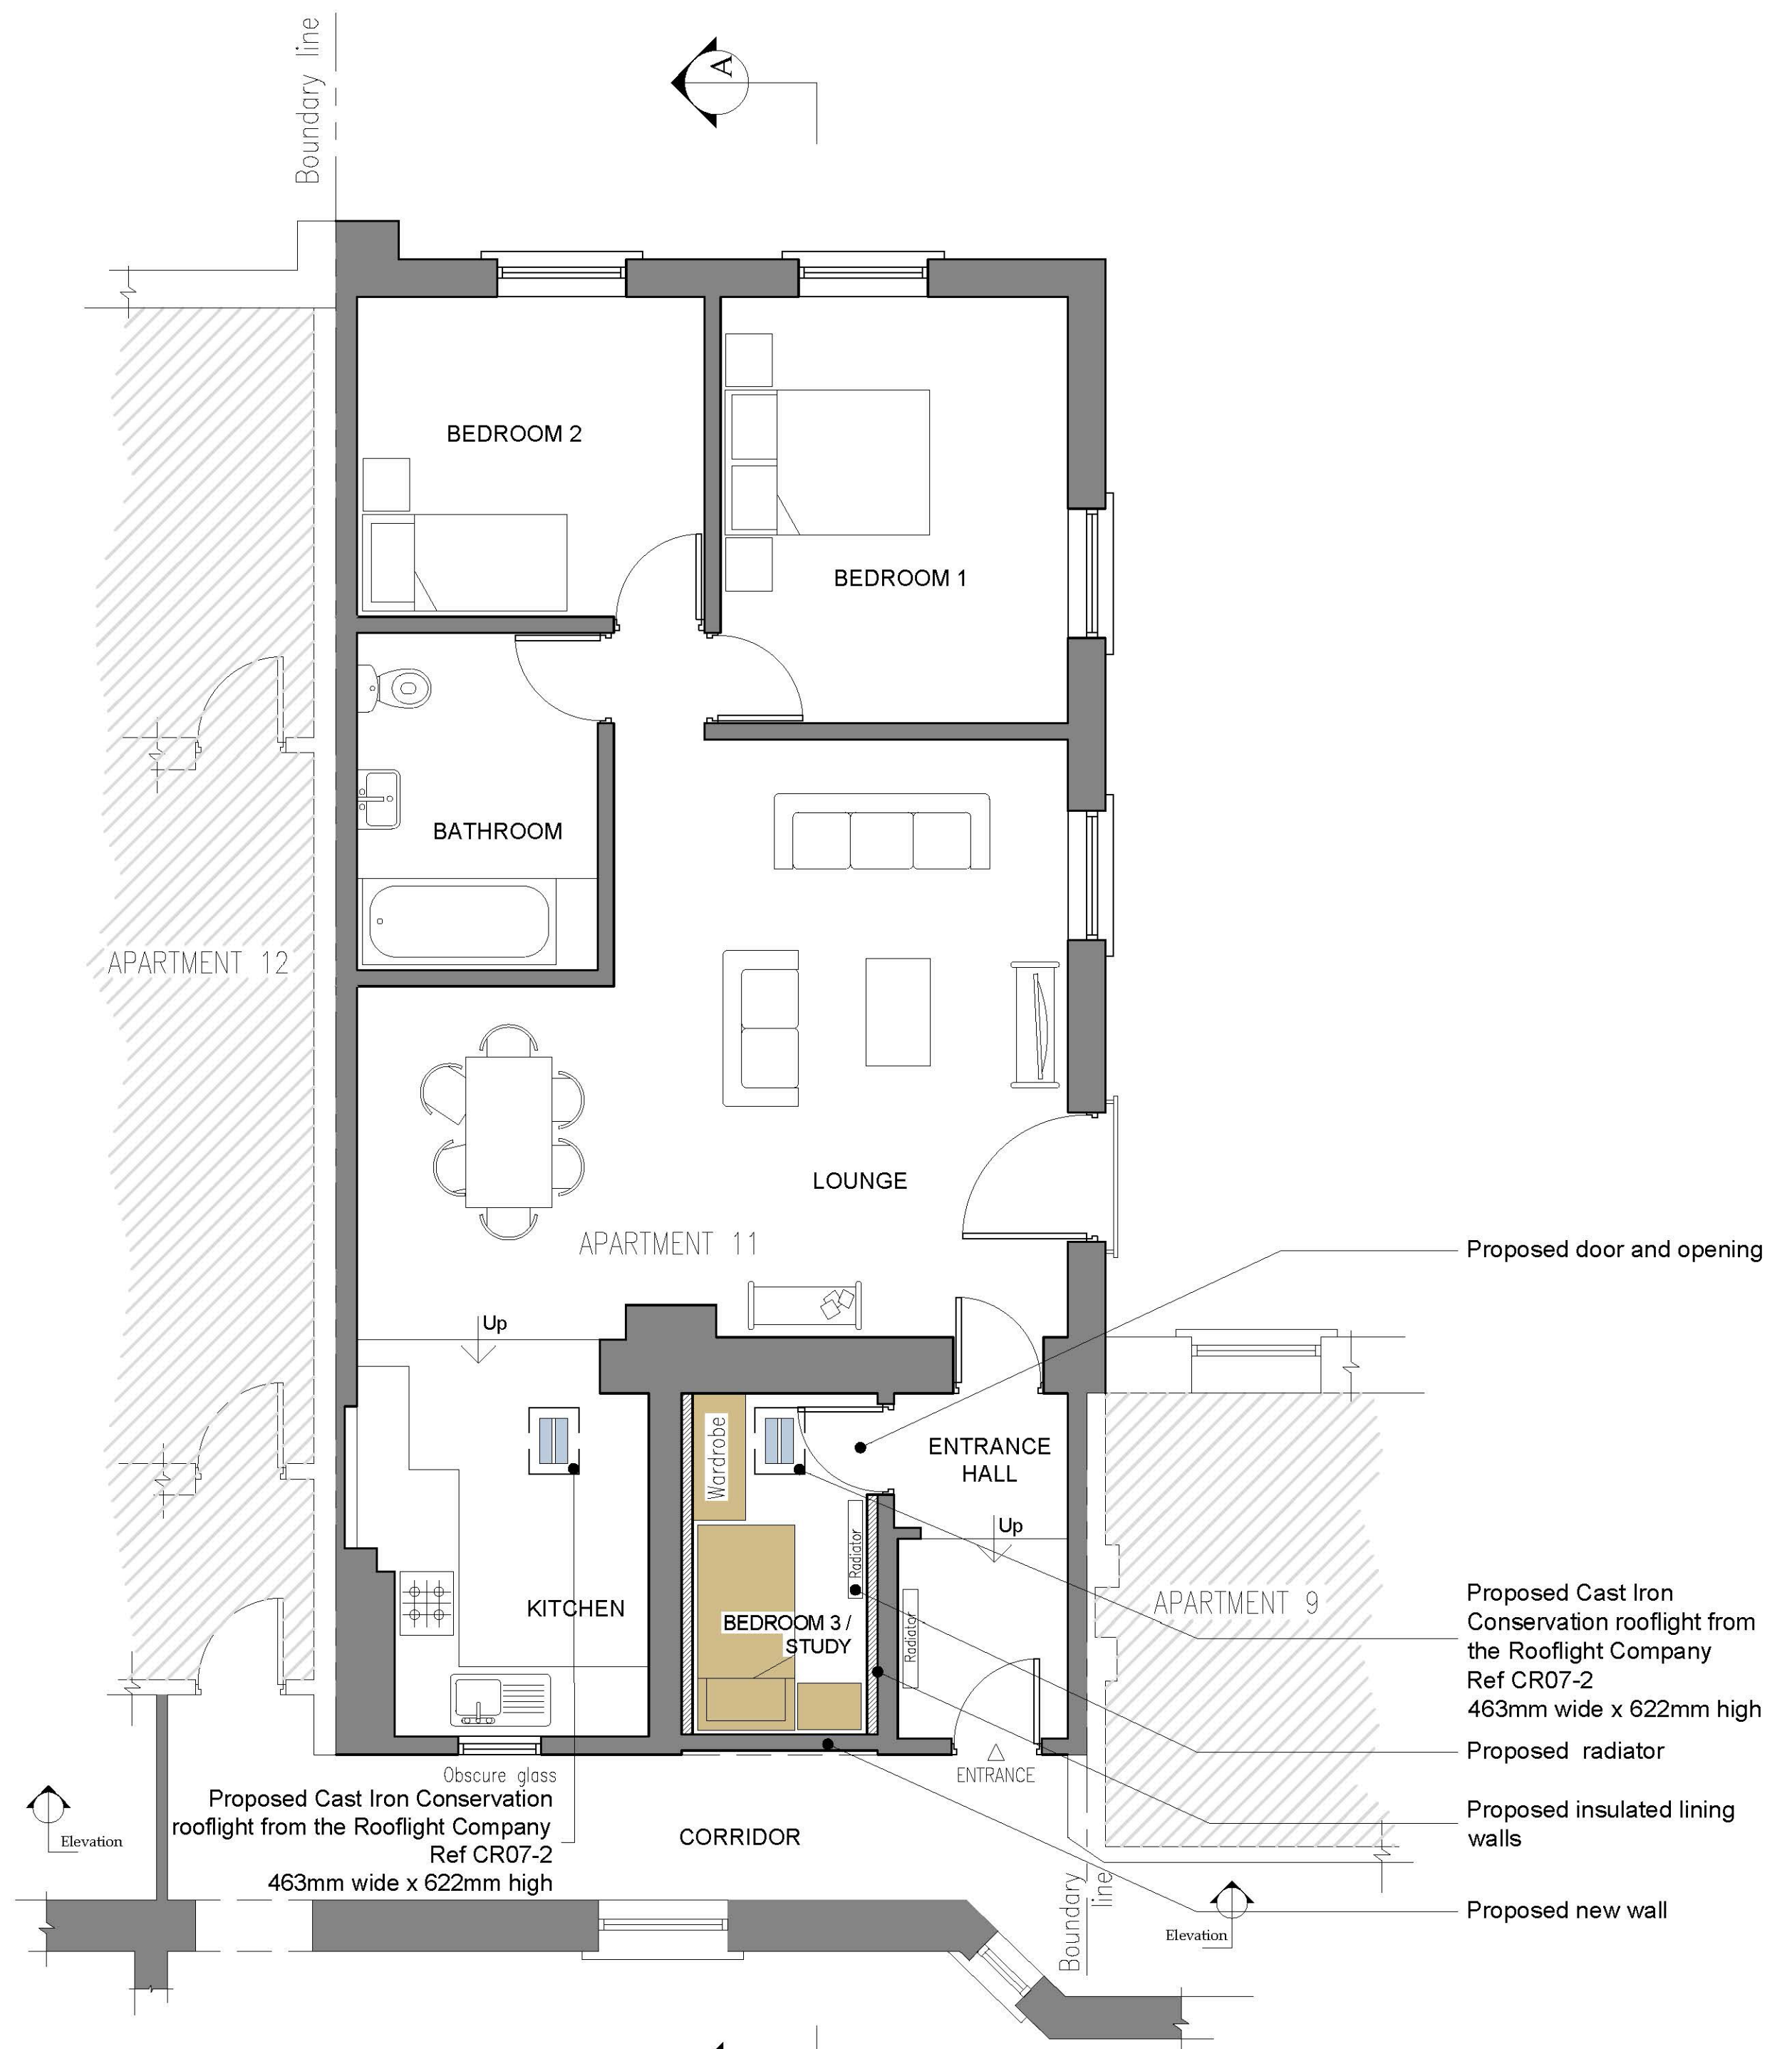 Boundary line
A
BEDROOM 2
BEDROOM 1
BATHROOM
APARTMENT 12
LOUNGE
APARTMENT 11
Proposed door and opening
Up
Wardrobe
ENTRANCE
HALL
Up
Radiator
KITCHEN
BEDROOM 3 /
STUDY
Radiator
APARTMENT 9
Proposed Cast Iron
Conservation rooflight from
the Rooflight Company
Ref CR07-2
463mm wide x 622mm high
Proposed radiator
ENTRANCE
Obscure glass
Proposed Cast Iron Conservation
rooflight from the Rooflight Company
Ref CR07-2
463mm wide x 622mm high
Proposed insulated lining
walls
CORRIDOR
Elevation
Boundary
line
Proposed new wall
Elevation